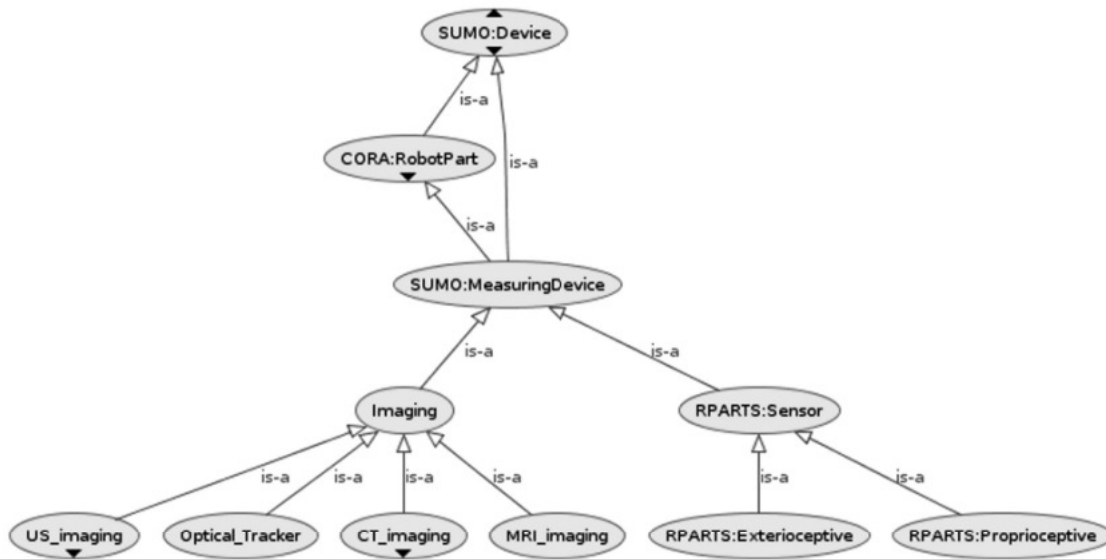 SUMO:Device
is-a
CORA:RobotPart
is-a
is-a
SUMO:MeasuringDevice
is-a
is-a
Imaging
RPARTS:Sensor
is-a
is-a
is-a
is-a
is-a
is-a
US_imaging
Optical_Tracker
CT_imaging
MRI_imaging
RPARTS:Exterioceptive
RPARTS:Proprioceptive